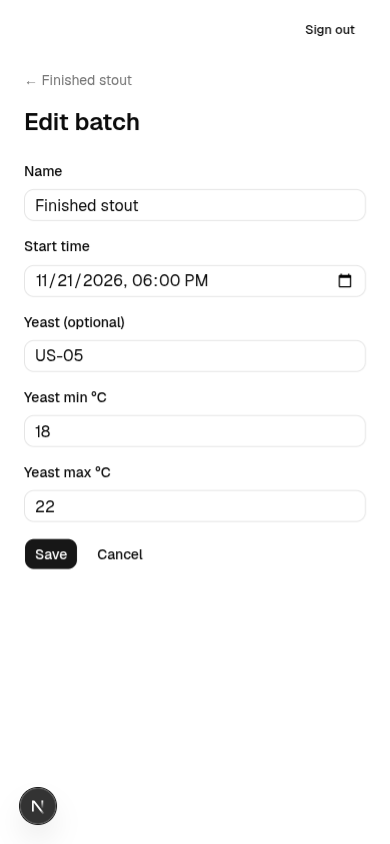 Sign out
← Finished stout
Edit batch
Name
Finished stout
Start time
11/21/2026, 06:00 PM
Yeast (optional)
US-05
Yeast min °C
18
Yeast max °C
22
Save Cancel
N